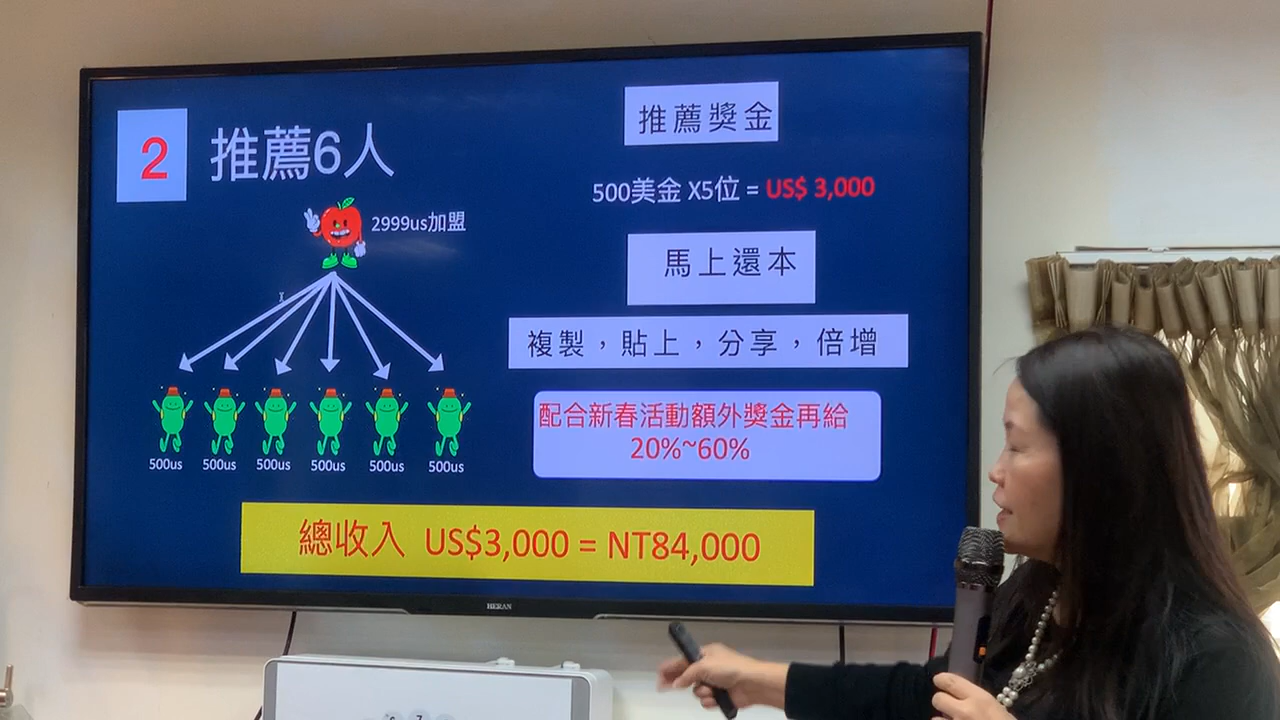 2
推薦6人
推薦獎金
500美金 X5位 = US$ 3,000
2999us加盟
馬上還本
複製，貼上，分享，倍增
配合新春活動額外獎金再給
20%~60%
500us 500us 500us 500us 500us 500us
總收入 US$3,000 = NT84,000
HERAN